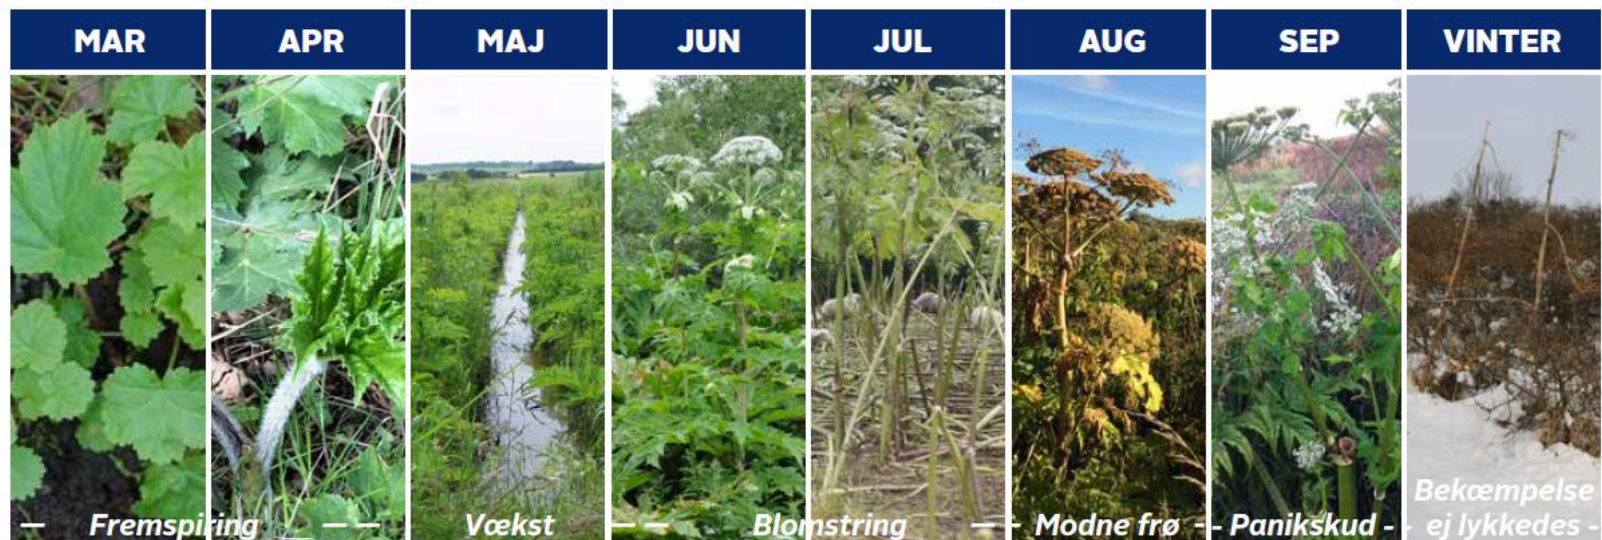 MAR APR MAJ JUN JUL AUG SEP VINTER
Fremspiring Vækst Blomstring Modne frø Panikskud Bekæmpelse
ej lykkedes